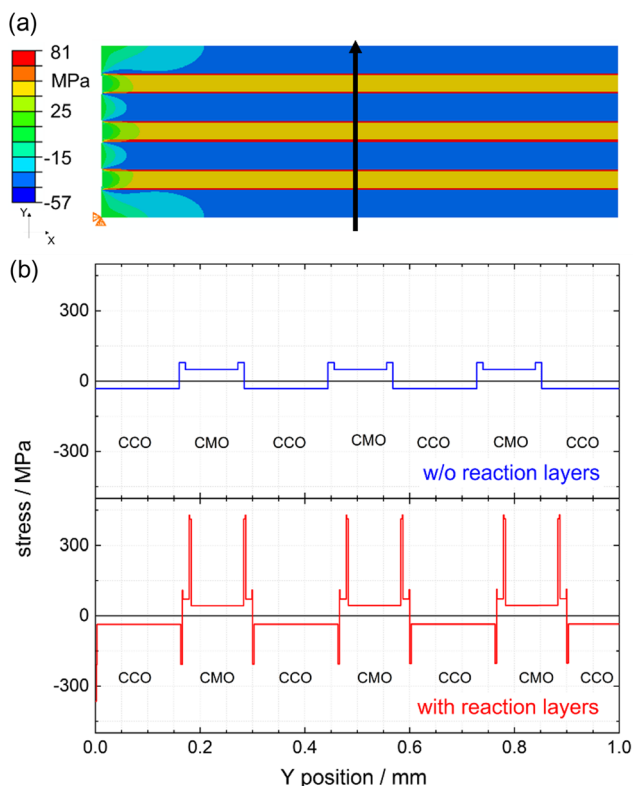 (a)
81
MPa
25
-15
-57
Y
X
(b)
300
0
-300
CCO CMO CCO CMO CCO CMO CCO
w/o reaction layers
stress / MPa
300
0
-300
CCO CMO CCO CMO CCO CMO CCO
with reaction layers
0.0 0.2 0.4 0.6 0.8 1.0
Y position / mm